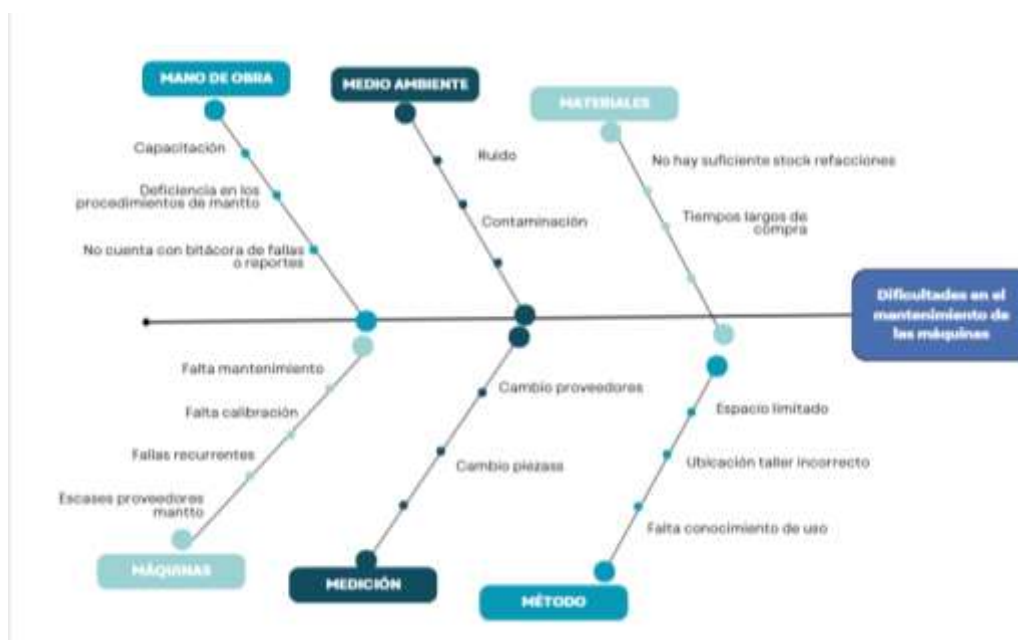 MANO DE OBRA
Capacitación
Deficiencia en los
procedimientos de mantto
No cuenta con bitácora de fallas
o reportes
MEDIO AMBIENTE
Ruido
Contaminación
MATERIALES
No hay suficiente stock refacciones
Tiempos largos de
compra
Dificultades en el
mantenimiento de
las máquinas
Falta mantenimiento
Falta calibración
Fallas recurrentes
Escases proveedores
mantto
MÁQUINAS
Cambio proveedores
Cambio piezass
MEDICIÓN
Espacio limitado
Ubicación taller incorrecto
Falta conocimiento de uso
MÉTODO